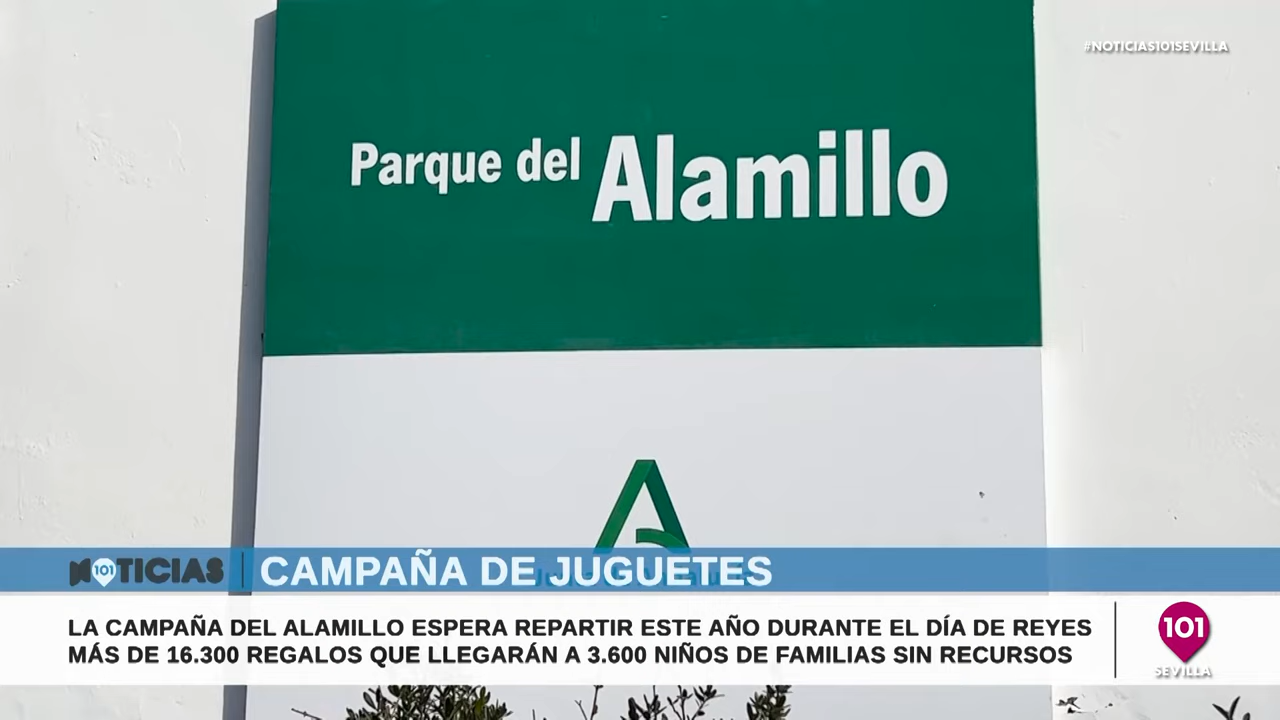 #NOTICIAS101SEVILLA
Parque del Alamillo
NOTICIAS 101
CAMPAÑA DE JUGUETES
LA CAMPAÑA DEL ALAMILLO ESPERA REPARTIR ESTE AÑO DURANTE EL DÍA DE REYES
MÁS DE 16.300 REGALOS QUE LLEGARÁN A 3.600 NIÑOS DE FAMILIAS SIN RECURSOS
101
SEVILLA